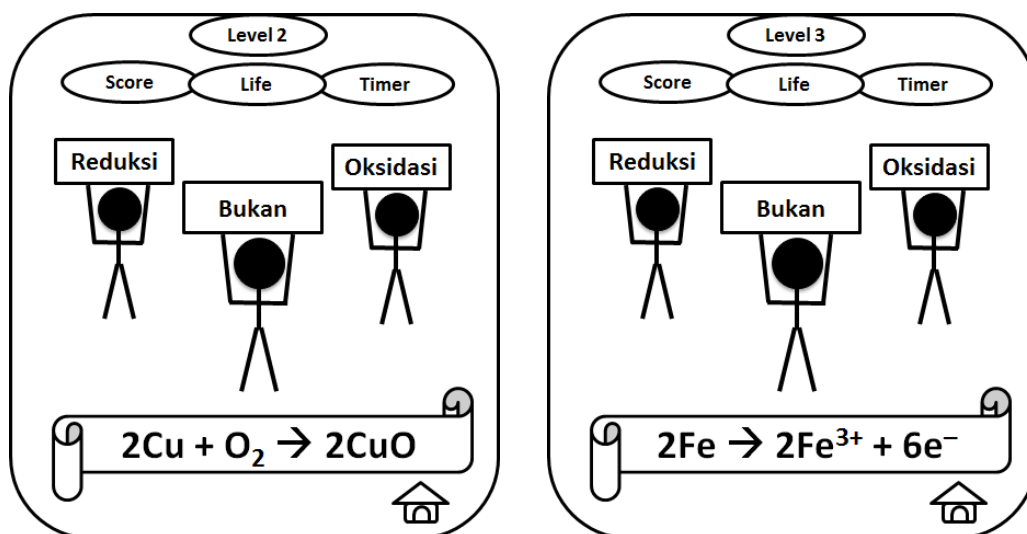 Level 2
Score Life Timer
Reduksi
Oksidasi
Bukan
2Cu + O₂ → 2CuO
Level 3
Score Life Timer
Reduksi
Oksidasi
Bukan
2Fe → 2Fe³⁺ + 6e⁻